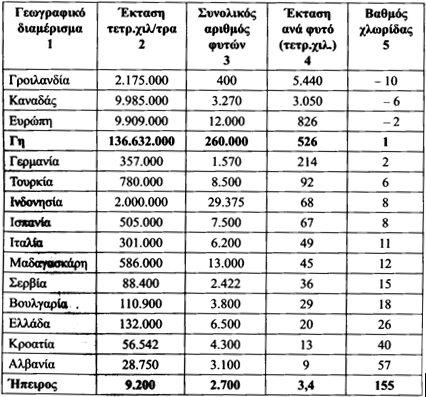 Γεωγραφικό διαμέρισμα 1 Έκταση τετρ.χιλ/τρα 2 Συνολικός αριθμός φυτών 3 Έκταση ανά φυτό (τετρ.χιλ.) 4 Βαθμός χλωρίδας 5
Γροιλανδία 2.175.000 400 5,440 – 10
Καναδάς 9.985.000 3.270 3.050 – 6
Ευρώπη 9.909.000 12.000 826 – 2
Γη 136.632.000 260.000 526 1
Γερμανία 357.000 1.570 214 2
Τουρκία 780.000 8.500 92 6
Ινδονησία 2.000.000 29.375 68 8
Ισπανία 505.000 7.500 67 8
Ιταλία 301.000 6.200 49 11
Μαδαγασκάρη 586.000 13.000 45 12
Σερβία 88.400 2.422 36 15
Βουλγαρία 110.900 3.800 29 18
Ελλάδα 132.000 6.500 20 26
Κροατία 56.542 4.300 13 40
Αλβανία 28.750 3.100 9 57
Ήπειρος 9.200 2.700 3,4 155